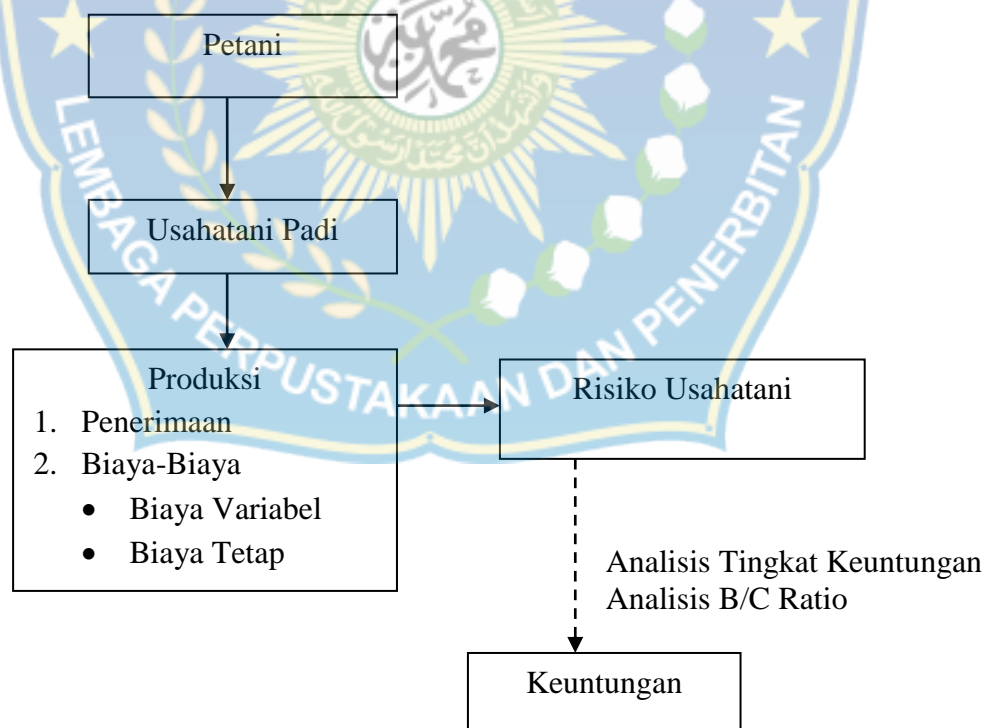 Petani
Usahatani Padi
Produksi
1. Penerimaan
2. Biaya-Biaya
• Biaya Variabel
• Biaya Tetap
Risiko Usahatani
Analisis Tingkat Keuntungan
Analisis B/C Ratio
Keuntungan
LEMBAGA PERPUSTAKAAN DAN PENERBITAN